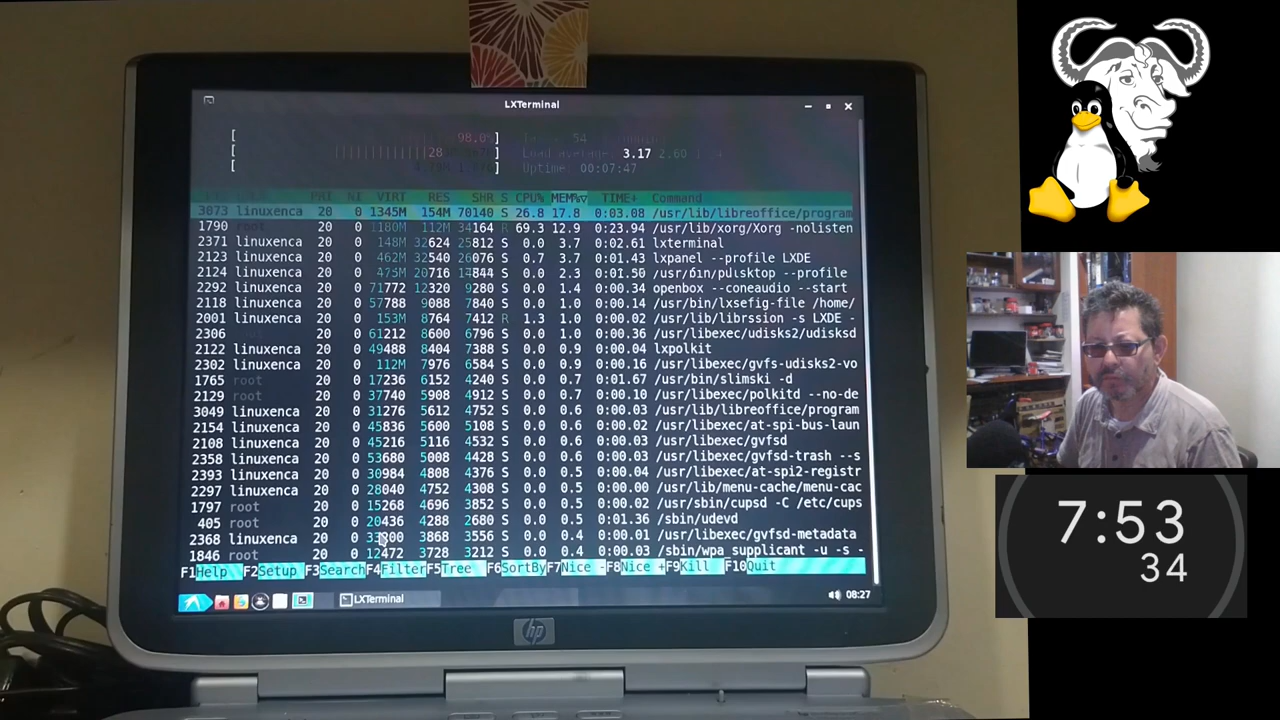 LXTerminal
[ 98.0%] 54
[ 28 ] Load average: 3.17 2.60
[ ] Uptime: 00:07:47
PRI NI VIRT RES SHR S CPU% MEM%▽ TIME+ Command
3073 linuxenca 20 0 1345M 154M 70140 S 26.8 17.8 0:03.08 /usr/lib/libreoffice/program
1790 root 20 0 1180M 112M 34164 R 69.3 12.9 0:23.94 /usr/lib/xorg/Xorg -nolisten
2371 linuxenca 20 0 148M 32624 25812 S 0.0 3.7 0:02.61 lxterminal
2123 linuxenca 20 0 462M 32540 26076 S 0.7 3.7 0:01.43 lxpanel --profile LXDE
2124 linuxenca 20 0 475M 20716 14844 S 0.0 2.3 0:01.50 --profile
2292 linuxenca 20 0 71772 12320 9280 S 0.0 1.4 0:00.34 openbox --coneaudio --start
2118 linuxenca 20 0 57788 9088 7840 S 0.0 1.0 0:00.14 /usr/bin/lxsefig-file /home/
2001 linuxenca 20 0 153M 8764 7412 R 1.3 1.0 0:00.02 /usr/lib/librssion -s LXDE -
2306 20 0 61212 8600 6796 S 0.0 1.0 0:00.36 /usr/libexec/udisks2/udisksd
2122 linuxenca 20 0 49488 8404 7388 S 0.0 0.9 0:00.04 lxpolkit
2302 linuxenca 20 0 112M 7976 6584 S 0.0 0.9 0:00.16 /usr/libexec/gvfs-udisks2-vo
1765 root 20 0 17236 6152 4240 S 0.0 0.7 0:01.67 /usr/bin/slimski -d
2129 root 20 0 37740 5908 4912 S 0.0 0.7 0:00.10 /usr/libexec/polkitd --no-de
3049 linuxenca 20 0 31276 5612 4752 S 0.0 0.6 0:00.03 /usr/lib/libreoffice/program
2154 linuxenca 20 0 45836 5600 5108 S 0.0 0.6 0:00.02 /usr/libexec/at-spi-bus-laun
2108 linuxenca 20 0 45216 5116 4532 S 0.0 0.6 0:00.03 /usr/libexec/gvfsd
2358 linuxenca 20 0 53680 5008 4428 S 0.0 0.6 0:00.03 /usr/libexec/gvfsd-trash --s
2393 linuxenca 20 0 30984 4808 4376 S 0.0 0.5 0:00.04 /usr/libexec/at-spi2-registr
2297 linuxenca 20 0 28040 4752 4308 S 0.0 0.5 0:00.00 /usr/lib/menu-cache/menu-cac
1797 root 20 0 15268 4696 3852 S 0.0 0.5 0:00.02 /usr/sbin/cupsd -C /etc/cups
405 root 20 0 20436 4288 2680 S 0.0 0.5 0:01.36 /sbin/udevd
2368 linuxenca 20 0 3868 3556 S 0.0 0.4 0:00.01 /usr/libexec/gvfsd-metadata
1846 root 20 0 12472 3728 3212 S 0.0 0.4 0:00.03 /sbin/wpa_supplicant -u -s -
F1Help F2Setup F3SearchF4FilterF5Tree F6SortByF7Nice -F8Nice +F9Kill F10Quit
LXTerminal 08:27
hp
7:53
34